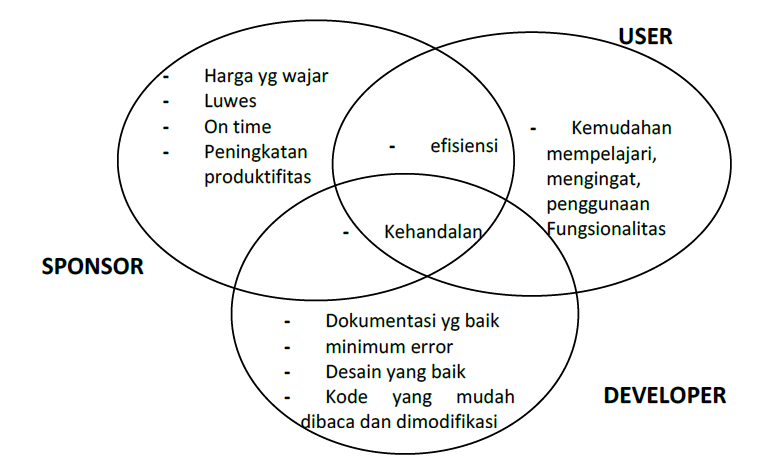 USER
- Harga yg wajar
- Luwes
- On time
- Peningkatan
produktifitas
- efisiensi
- Kemudahan
mempelajari,
mengingat,
penggunaan
Fungsionalitas
- Kehandalan
SPONSOR
- Dokumentasi yg baik
- minimum error
- Desain yang baik
- Kode yang mudah
dibaca dan dimodifikasi
DEVELOPER